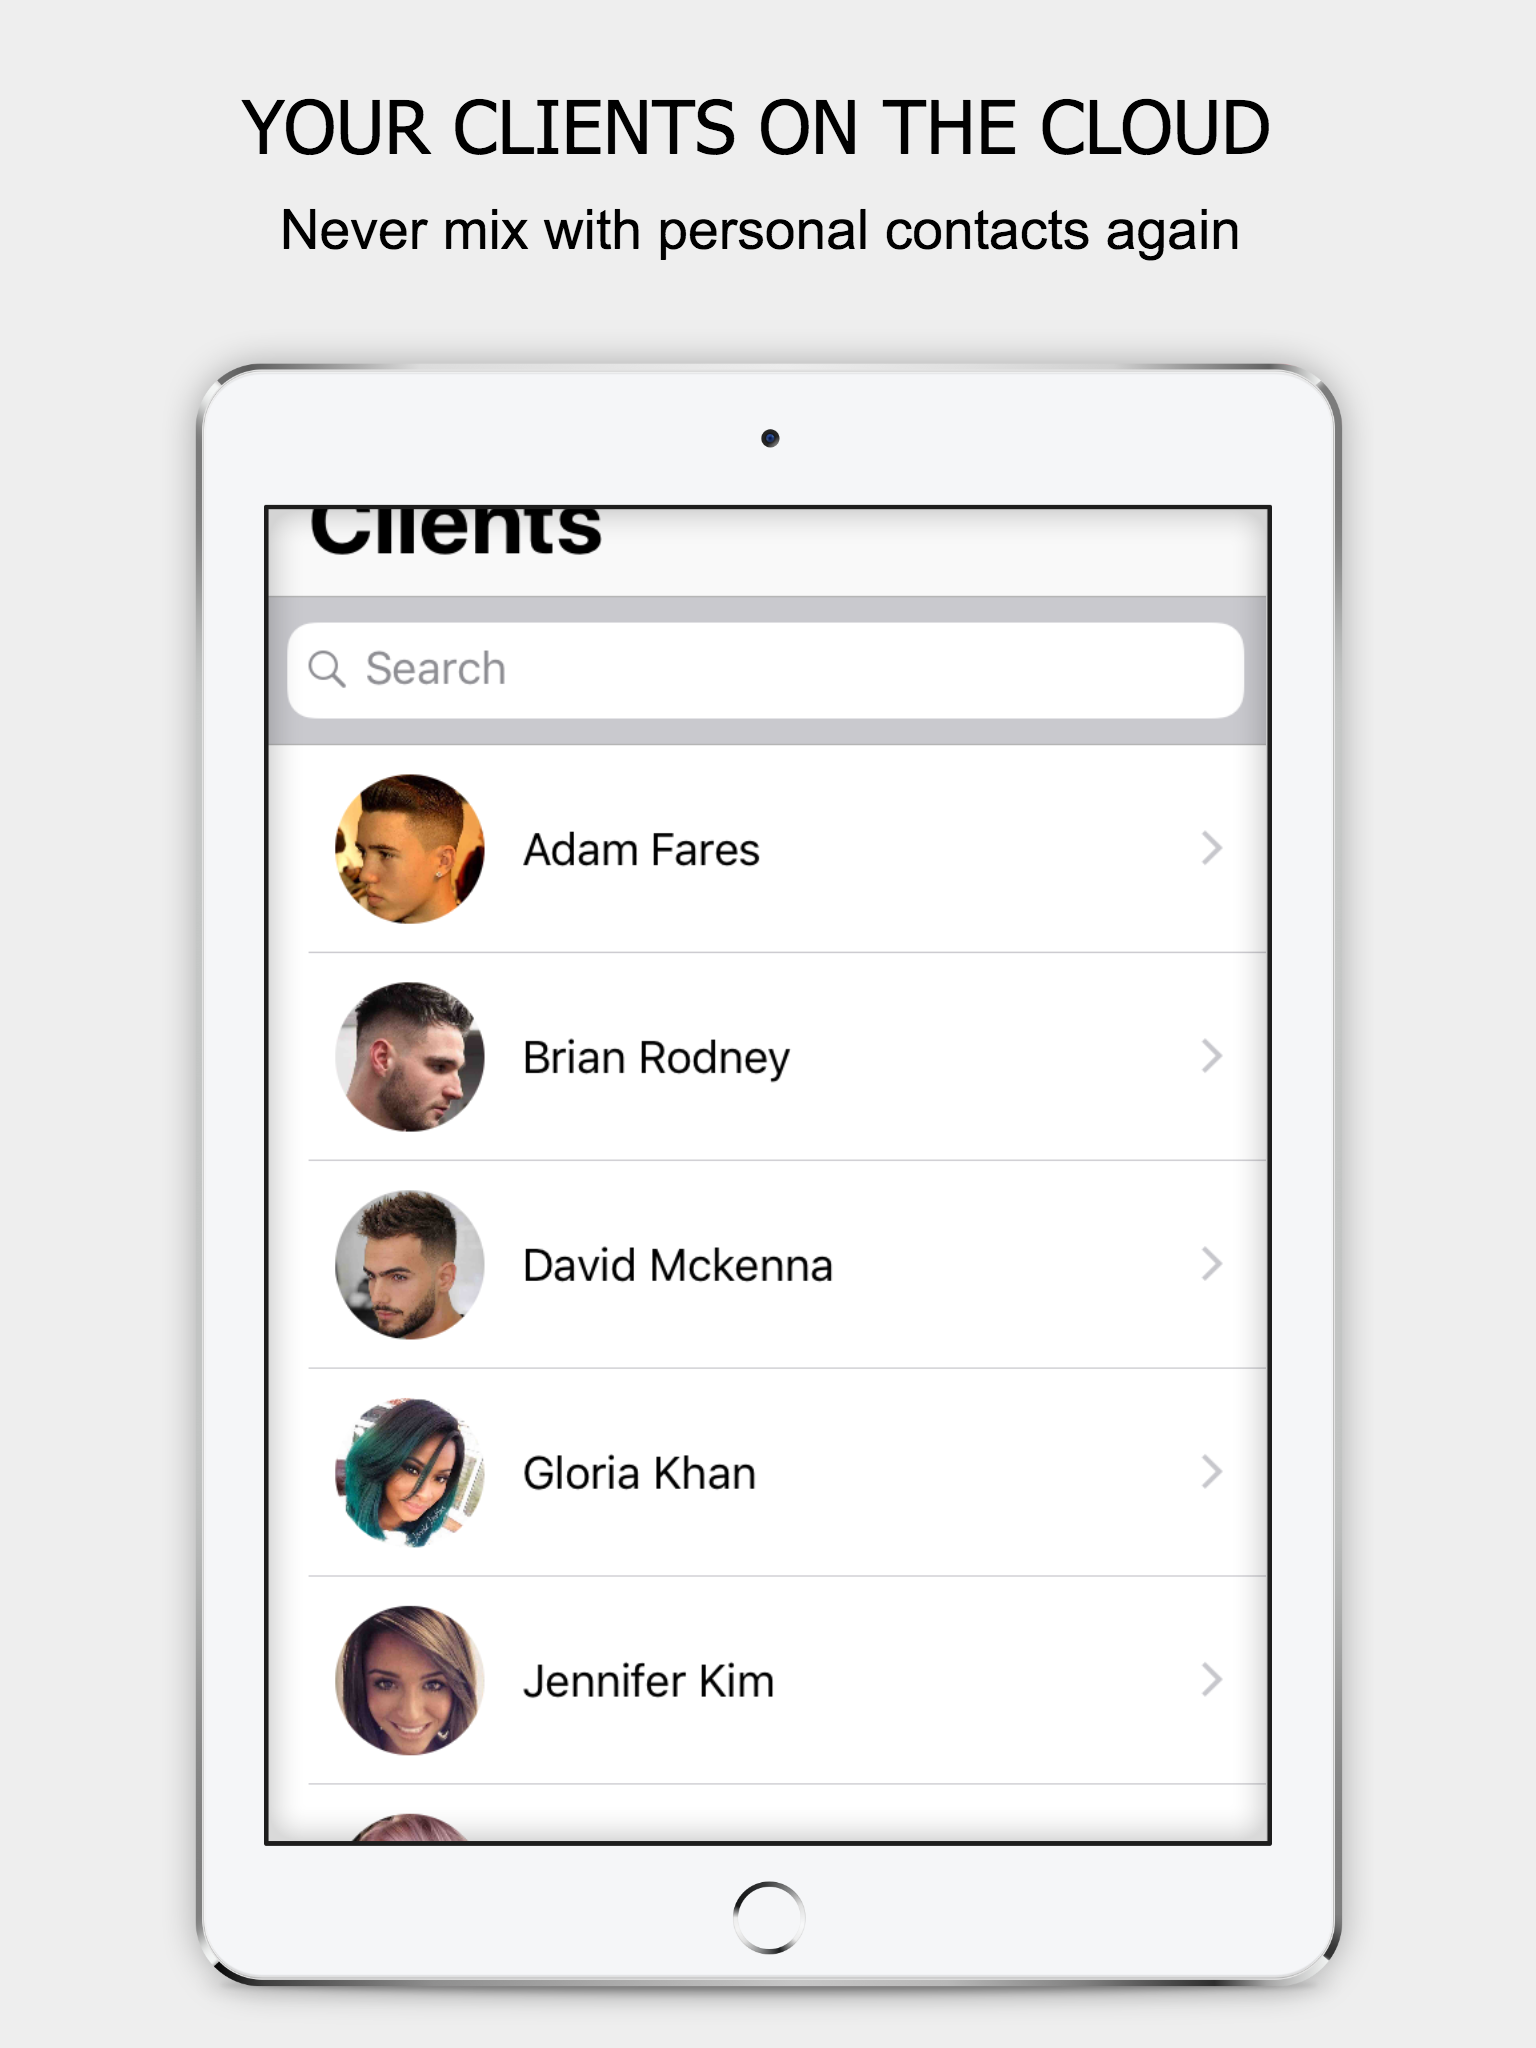 YOUR CLIENTS ON THE CLOUD
Never mix with personal contacts again
Clients
Search
Adam Fares
Brian Rodney
David Mckenna
Gloria Khan
Jennifer Kim